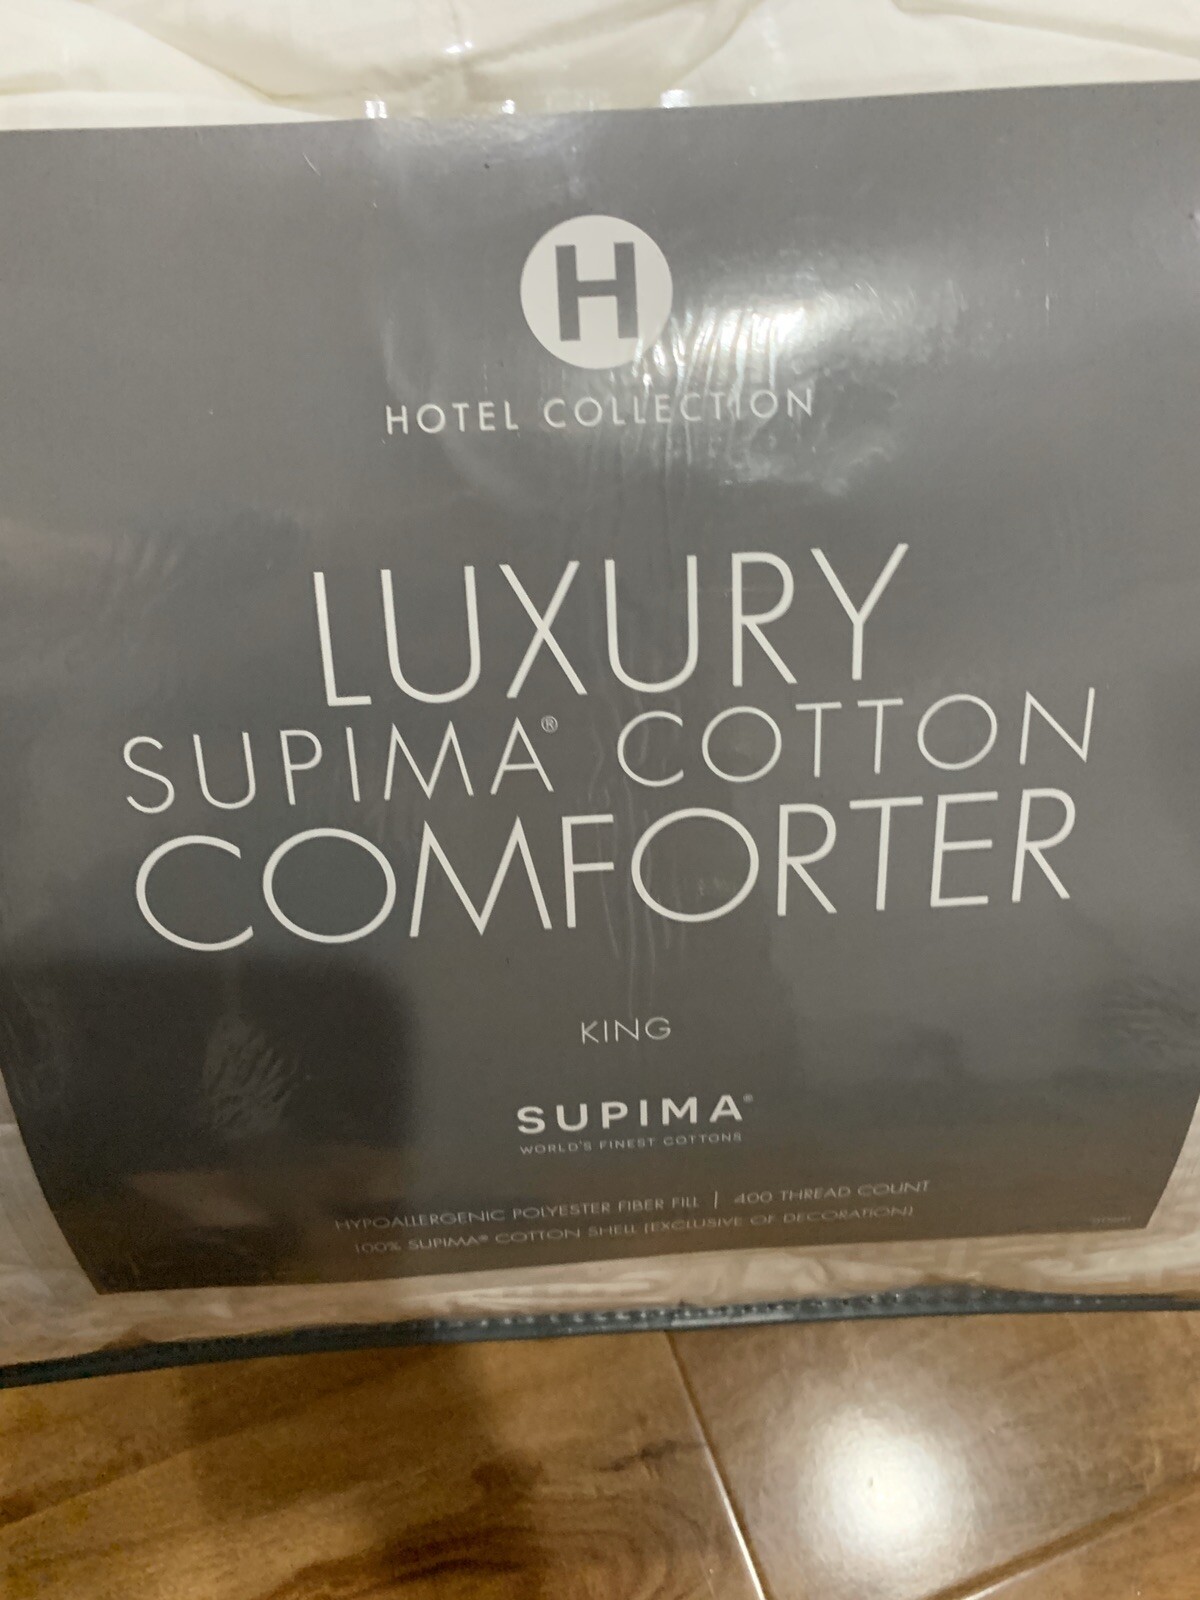 H
HOTEL COLLECTION
LUXURY
SUPIMA® COTTON
COMFORTER
KING
SUPIMA®
WORLD'S FINEST COTTONS
HYPOALLERGENIC POLYESTER FIBER FILL | 400 THREAD COUNT
100% SUPIMA® COTTON SHELL (EXCLUSIVE OF DECORATION)